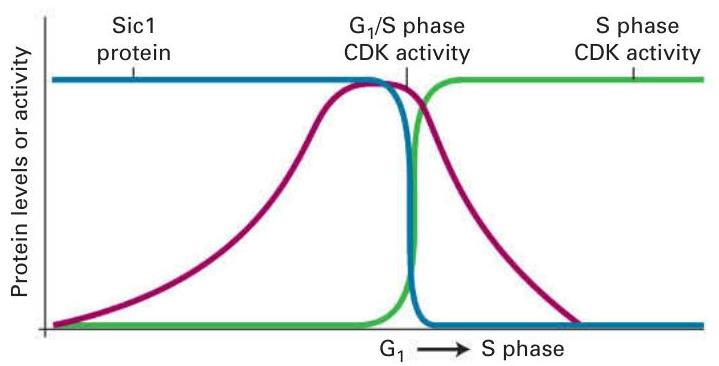 Sic1
protein
G₁/S phase
CDK activity
S phase
CDK activity
Protein levels or activity
G₁ → S phase